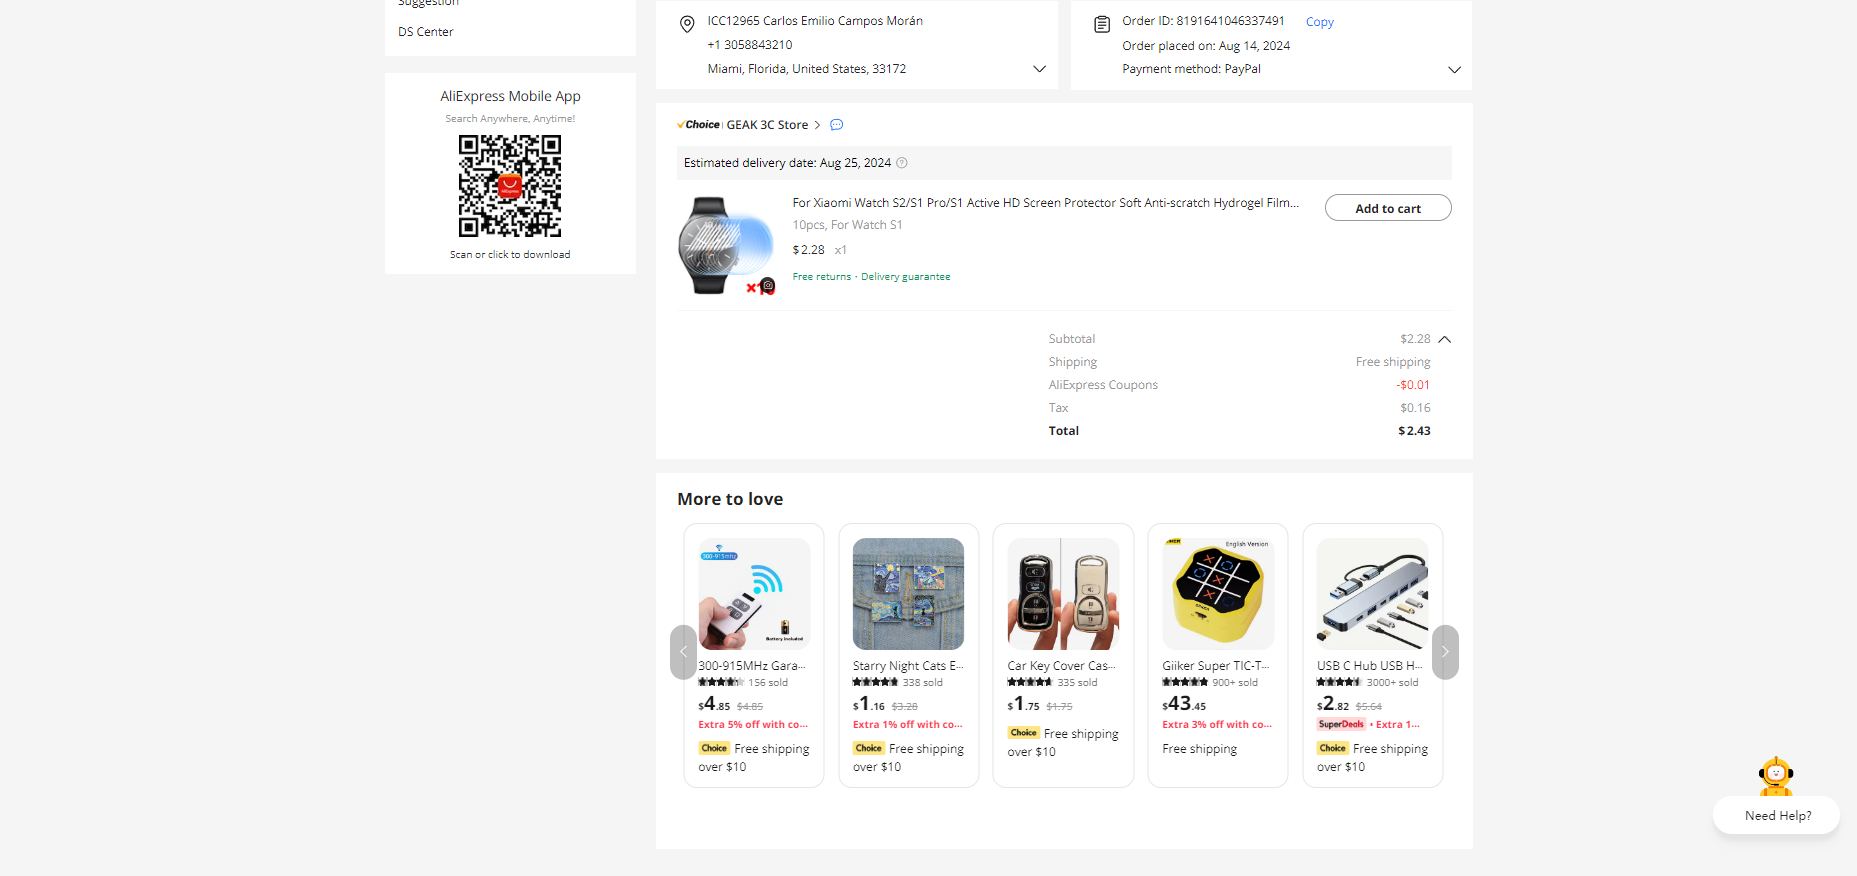 Suggestion
DS Center
AliExpress Mobile App
Search Anywhere, Anytime!
AliExpress
Scan or click to download
ICC12965 Carlos Emilio Campos Morán
+1 3058843210
Miami, Florida, United States, 33172
Order ID: 8191641046337491 Copy
Order placed on: Aug 14, 2024
Payment method: PayPal
Choice GEAK 3C Store
Estimated delivery date: Aug 25, 2024
For Xiaomi Watch S2/S1 Pro/S1 Active HD Screen Protector Soft Anti-scratch Hydrogel Film...
Add to cart
10pcs, For Watch S1
$2.28 x1
Free returns · Delivery guarantee
Subtotal $2.28
Shipping Free shipping
AliExpress Coupons -$0.01
Tax $0.16
Total $2.43
More to love
300-915mhz
Battery included
300-915MHz Gara...
156 sold
$4.85 $4.85
Extra 5% off with co...
Choice Free shipping
over $10
Starry Night Cats E...
338 sold
$1.16 $3.28
Extra 1% off with co...
Choice Free shipping
over $10
Car Key Cover Cas...
335 sold
$1.75 $1.75
Choice Free shipping
over $10
English Version
Giiker Super TIC-T...
900+ sold
$43.45
Extra 3% off with co...
Free shipping
USB C Hub USB H...
3000+ sold
$2.82 $5.64
SuperDeals • Extra 1...
Choice Free shipping
over $10
Need Help?